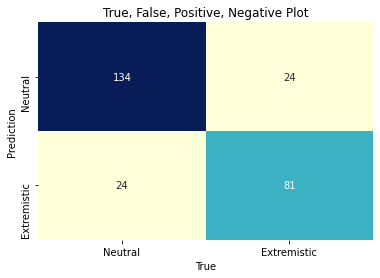 True, False, Positive, Negative Plot
Prediction
Neutral
134
24
Extremistic
24
81
Neutral
Extremistic
True